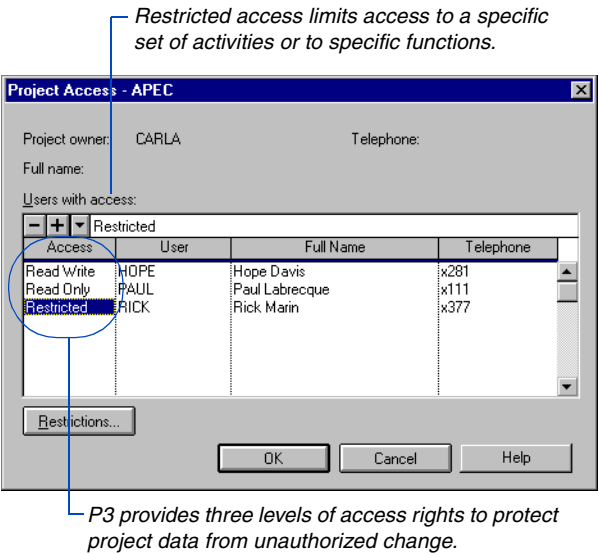 Restricted access limits access to a specific
set of activities or to specific functions.
Project Access - APEC
Project owner: CARLA Telephone:
Full name:
Users with access:
Restricted
Access User Full Name Telephone
Read Write HOPE Hope Davis x281
Read Only PAUL Paul Labrecque x111
Restricted RICK Rick Marin x377
Restrictions...
OK Cancel Help
P3 provides three levels of access rights to protect
project data from unauthorized change.